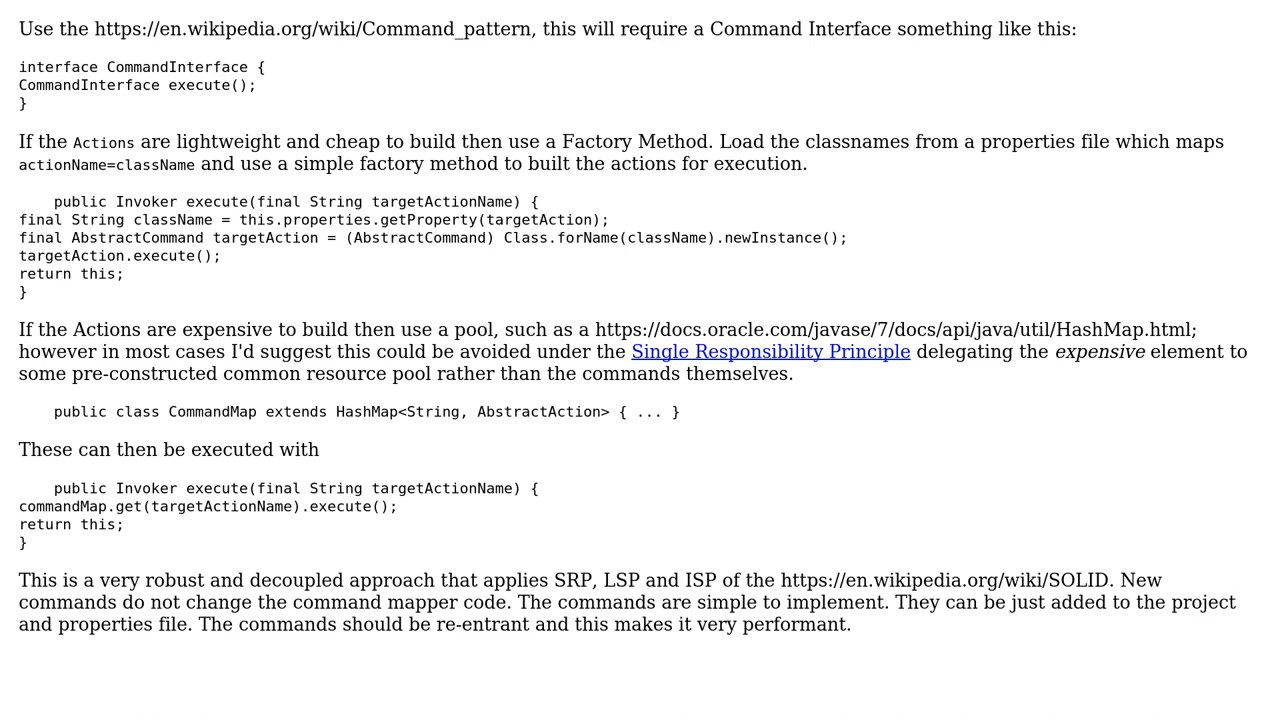 Use the https://en.wikipedia.org/wiki/Command_pattern, this will require a Command Interface something like this:
interface CommandInterface {
CommandInterface execute();
}
If the Actions are lightweight and cheap to build then use a Factory Method. Load the classnames from a properties file which maps
actionName=className and use a simple factory method to built the actions for execution.
public Invoker execute(final String targetActionName) {
final String className = this.properties.getProperty(targetAction);
final AbstractCommand targetAction = (AbstractCommand) Class.forName(className).newInstance();
targetAction.execute();
return this;
}
If the Actions are expensive to build then use a pool, such as a https://docs.oracle.com/javase/7/docs/api/java/util/HashMap.html;
however in most cases I'd suggest this could be avoided under the Single Responsibility Principle delegating the expensive element to
some pre-constructed common resource pool rather than the commands themselves.
public class CommandMap extends HashMap<String, AbstractAction> { ... }
These can then be executed with
public Invoker execute(final String targetActionName) {
commandMap.get(targetActionName).execute();
return this;
}
This is a very robust and decoupled approach that applies SRP, LSP and ISP of the https://en.wikipedia.org/wiki/SOLID. New
commands do not change the command mapper code. The commands are simple to implement. They can be just added to the project
and properties file. The commands should be re-entrant and this makes it very performant.